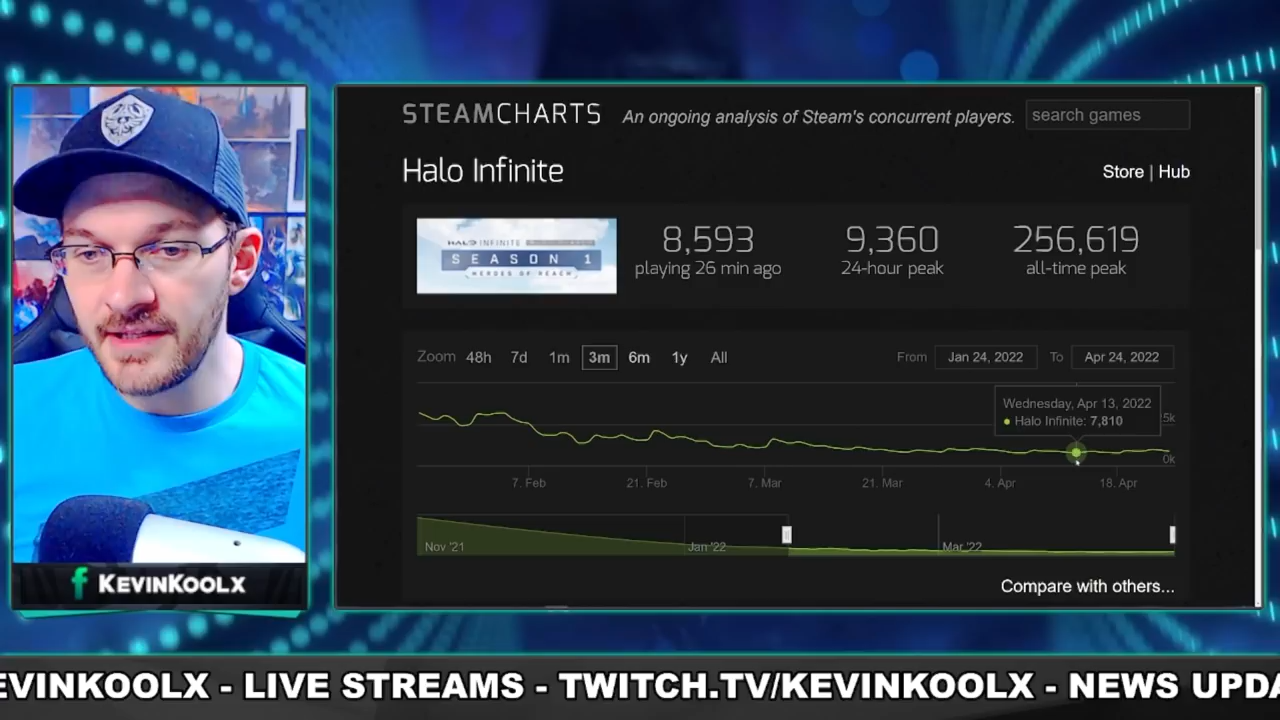 STEAMCHARTS An ongoing analysis of Steam's concurrent players. search games
Halo Infinite Store | Hub
HALO INFINITE
SEASON 1
HEROES OF REACH
8,593 9,360 256,619
playing 26 min ago 24-hour peak all-time peak
Zoom 48h 7d 1m 3m 6m 1y All From Jan 24, 2022 To Apr 24, 2022
Wednesday, Apr 13, 2022
Halo Infinite: 7,810
5k
0k
7. Feb 21. Feb 7. Mar 21. Mar 4. Apr 18. Apr
Nov '21 Jan '22 Mar '22
Compare with others...
f KEVINKOOLX
EVINKOOLX - LIVE STREAMS - TWITCH.TV/KEVINKOOLX - NEWS UPDA